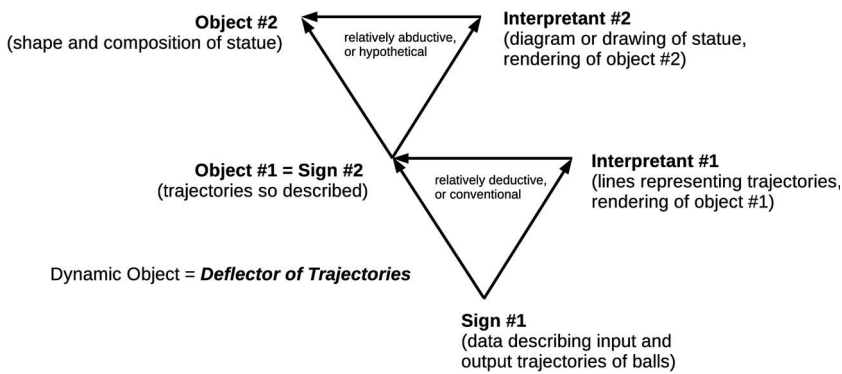 Object #2
(shape and composition of statue)
relatively abductive,
or hypothetical
Interpretant #2
(diagram or drawing of statue,
rendering of object #2)
Object #1 = Sign #2
(trajectories so described)
relatively deductive,
or conventional
Interpretant #1
(lines representing trajectories,
rendering of object #1)
Dynamic Object = Deflector of Trajectories
Sign #1
(data describing input and
output trajectories of balls)